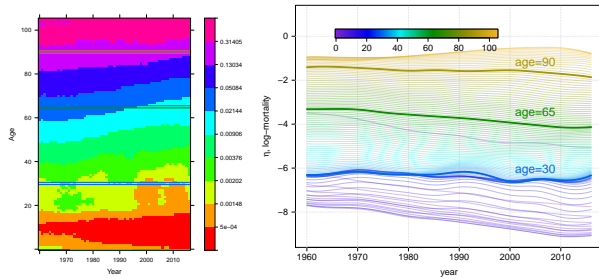 100
80
60
40
20
Age
1970
1980
1990
2000
2010
Year
0.31405
0.13034
0.05084
0.02144
0.00906
0.00376
0.00202
0.00148
5e−04
0
−2
−4
−6
−8
η, log−mortality
0 20 40 60 80 100
age=90
age=65
age=30
1960 1970 1980 1990 2000 2010
year